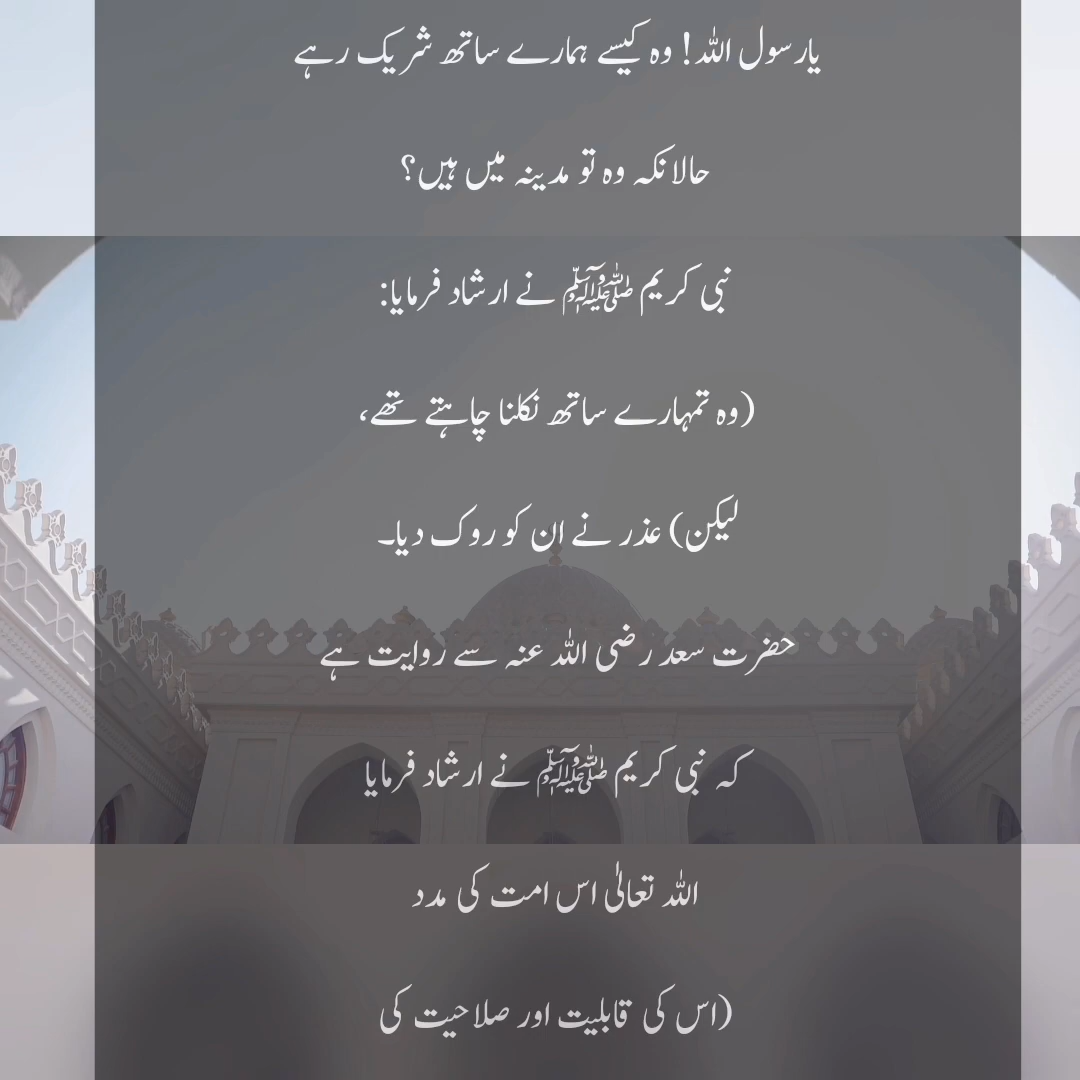 یارسول اللہ! وہ کیسے ہمارے ساتھ شریک رہے
حالانکہ وہ تو مدینہ میں ہیں؟
نبی کریم ﷺ نے ارشاد فرمایا:
(وہ تمہارے ساتھ نکلنا چاہتے تھے،
لیکن) عذر نے ان کو روک دیا۔
حضرت سعد رضی اللہ عنہ سے روایت ہے
کہ نبی کریم ﷺ نے ارشاد فرمایا
اللہ تعالٰی اس امت کی مدد
(اس کی قابلیت اور صلاحیت کی